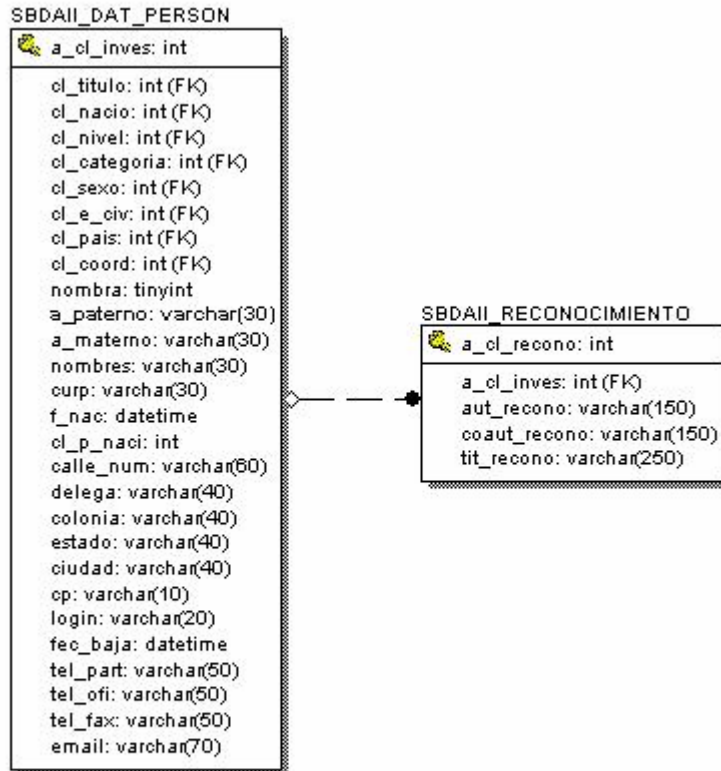 SBDAII_DAT_PERSON
a_cl_inves: int
cl_titulo: int (FK)
cl_nacio: int (FK)
cl_nivel: int (FK)
cl_categoria: int (FK)
cl_sexo: int (FK)
cl_e_civ: int (FK)
cl_pais: int (FK)
cl_coord: int (FK)
nombra: tinyint
a_paterno: varchar(30)
a_materno: varchar(30)
nombres: varchar(30)
curp: varchar(30)
f_nac: datetime
cl_p_naci: int
calle_num: varchar(60)
delega: varchar(40)
colonia: varchar(40)
estado: varchar(40)
ciudad: varchar(40)
cp: varchar(10)
login: varchar(20)
fec_baja: datetime
tel_part: varchar(50)
tel_ofi: varchar(50)
tel_fax: varchar(50)
email: varchar(70)
SBDAII_RECONOCIMIENTO
a_cl_recono: int
a_cl_inves: int (FK)
aut_recono: varchar(150)
coaut_recono: varchar(150)
tit_recono: varchar(250)